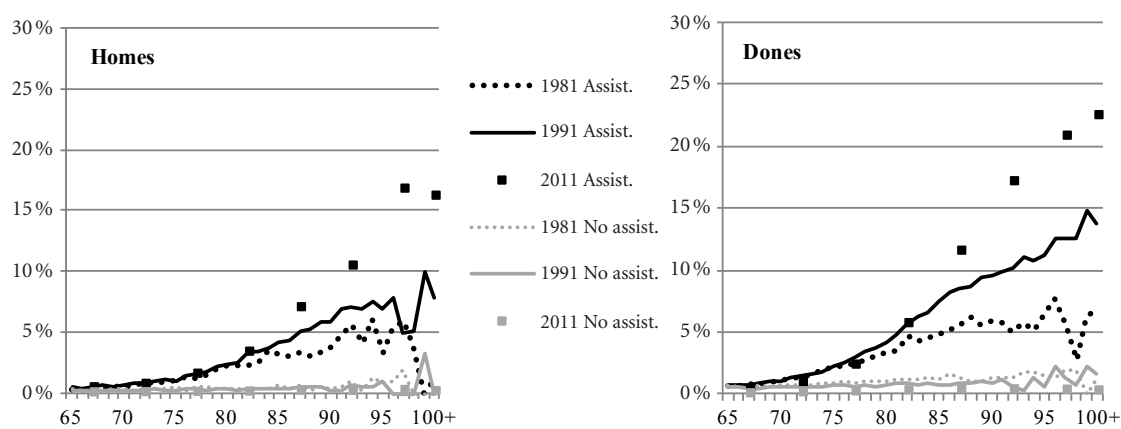 30 %
25 %
20 %
15 %
10 %
5 %
0 %
Homes
65 70 75 80 85 90 95 100+
1981 Assist.
1991 Assist.
2011 Assist.
1981 No assist.
1991 No assist.
2011 No assist.
30 %
25 %
20 %
15 %
10 %
5 %
0 %
Dones
65 70 75 80 85 90 95 100+